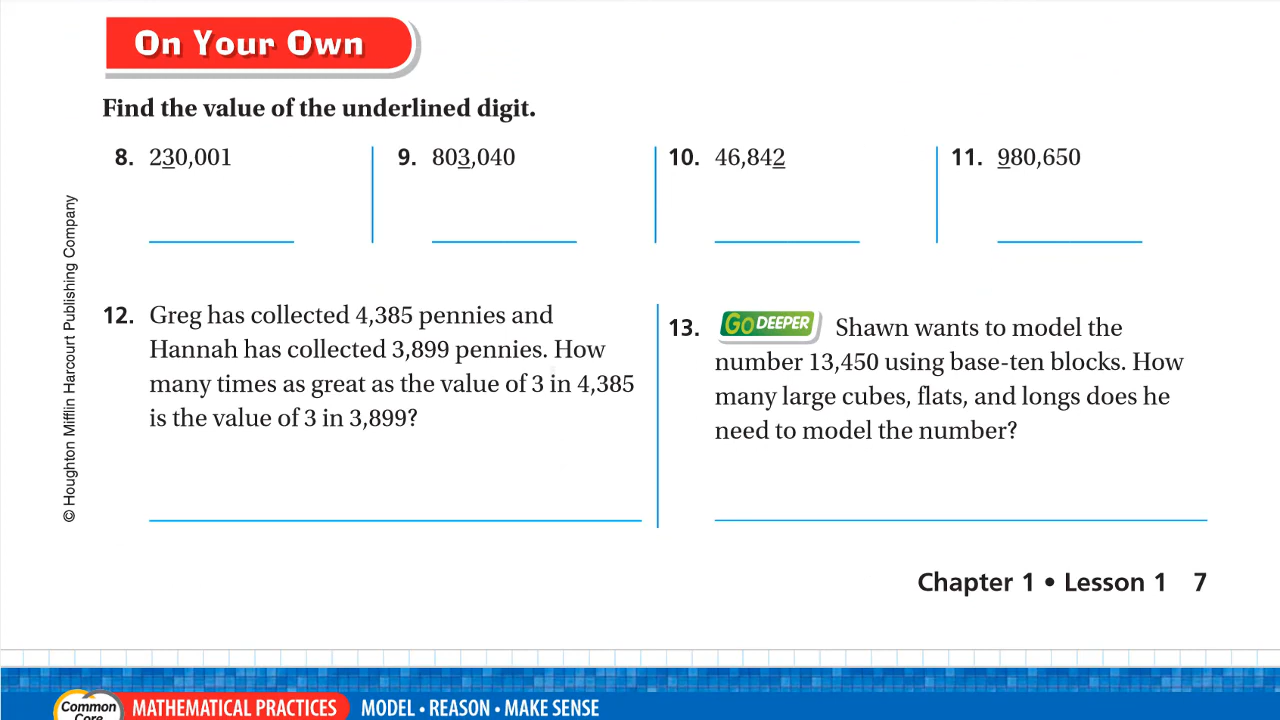 On Your Own
Find the value of the underlined digit.
8. 230,001
9. 803,040
10. 46,842
11. 980,650
12. Greg has collected 4,385 pennies and
Hannah has collected 3,899 pennies. How
many times as great as the value of 3 in 4,385
is the value of 3 in 3,899?
13. GO DEEPER Shawn wants to model the
number 13,450 using base-ten blocks. How
many large cubes, flats, and longs does he
need to model the number?
© Houghton Mifflin Harcourt Publishing Company
Chapter 1 • Lesson 1 7
Common
Core
MATHEMATICAL PRACTICES MODEL • REASON • MAKE SENSE